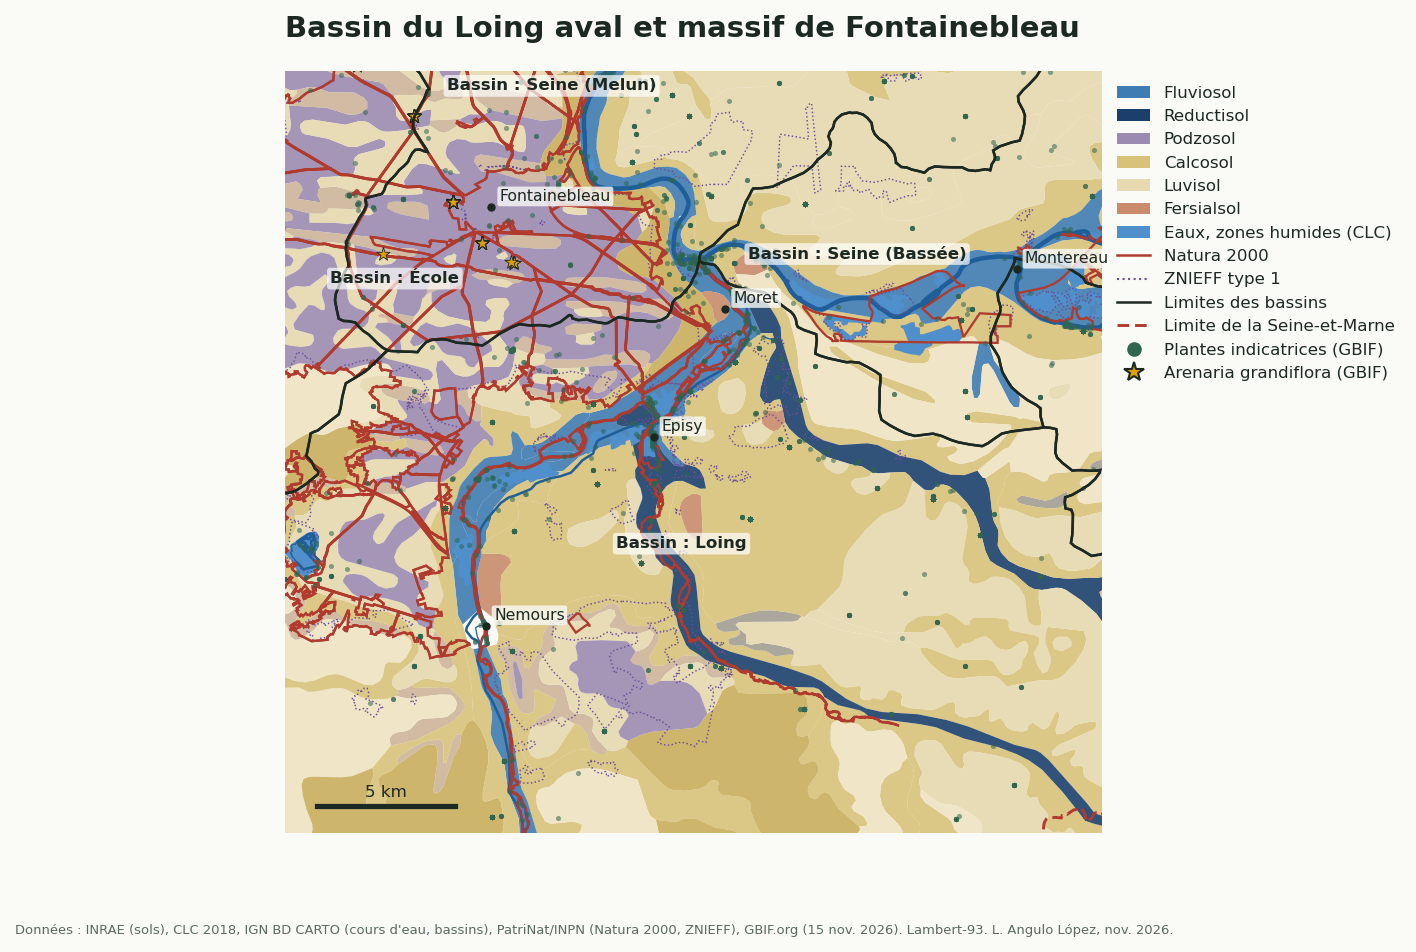 Bassin du Loing aval et massif de Fontainebleau
Bassin : Seine (Melun)
Fontainebleau
Bassin : Seine (Bassée)
Montereau
Bassin : École
Moret
Episy
Bassin : Loing
Nemours
5 km
Fluviosol
Reductisol
Podzosol
Calcosol
Luvisol
Fersialsol
Eaux, zones humides (CLC)
Natura 2000
ZNIEFF type 1
Limites des bassins
Limite de la Seine-et-Marne
Plantes indicatrices (GBIF)
Arenaria grandiflora (GBIF)
Données : INRAE (sols), CLC 2018, IGN BD CARTO (cours d'eau, bassins), PatriNat/INPN (Natura 2000, ZNIEFF), GBIF.org (15 nov. 2026). Lambert-93. L. Angulo López, nov. 2026.